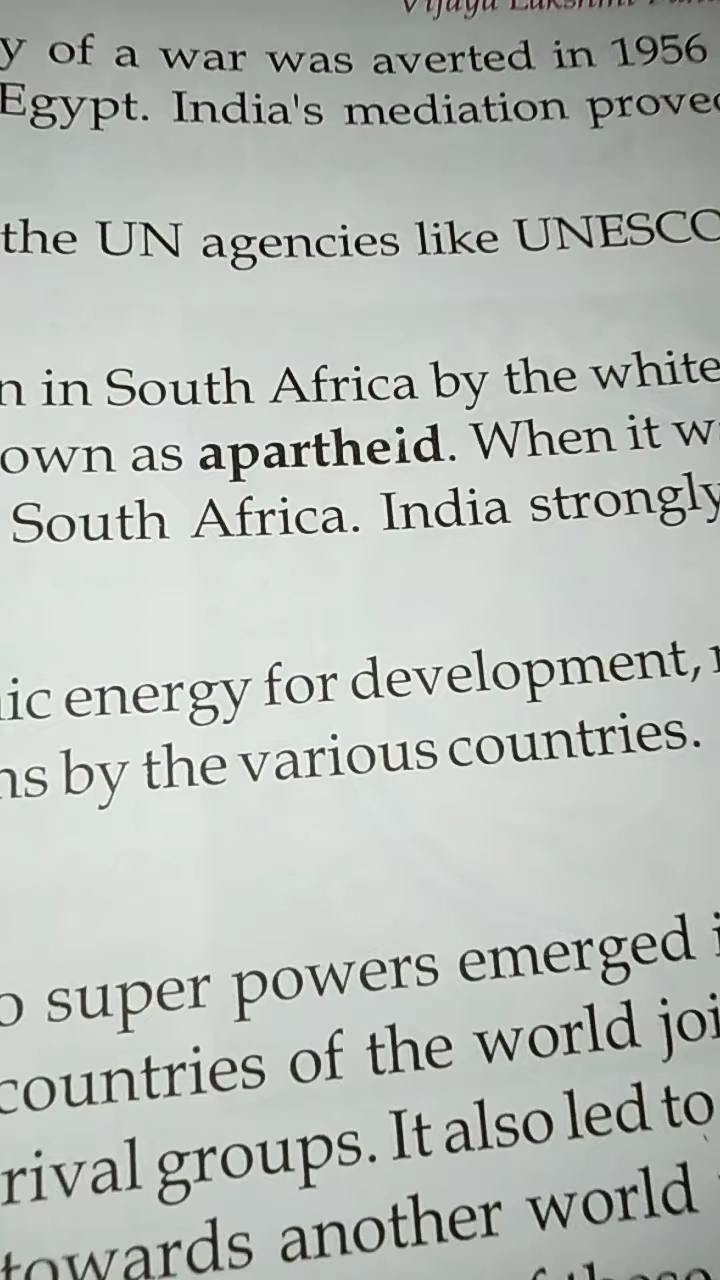 Vijaya Lakshmi
y of a war was averted in 1956
Egypt. India's mediation proved
the UN agencies like UNESCO
n in South Africa by the white
own as apartheid. When it w
South Africa. India strongly
ic energy for development,
ns by the various countries.
o super powers emerged i
countries of the world joi
rival groups. It also led to
towards another world